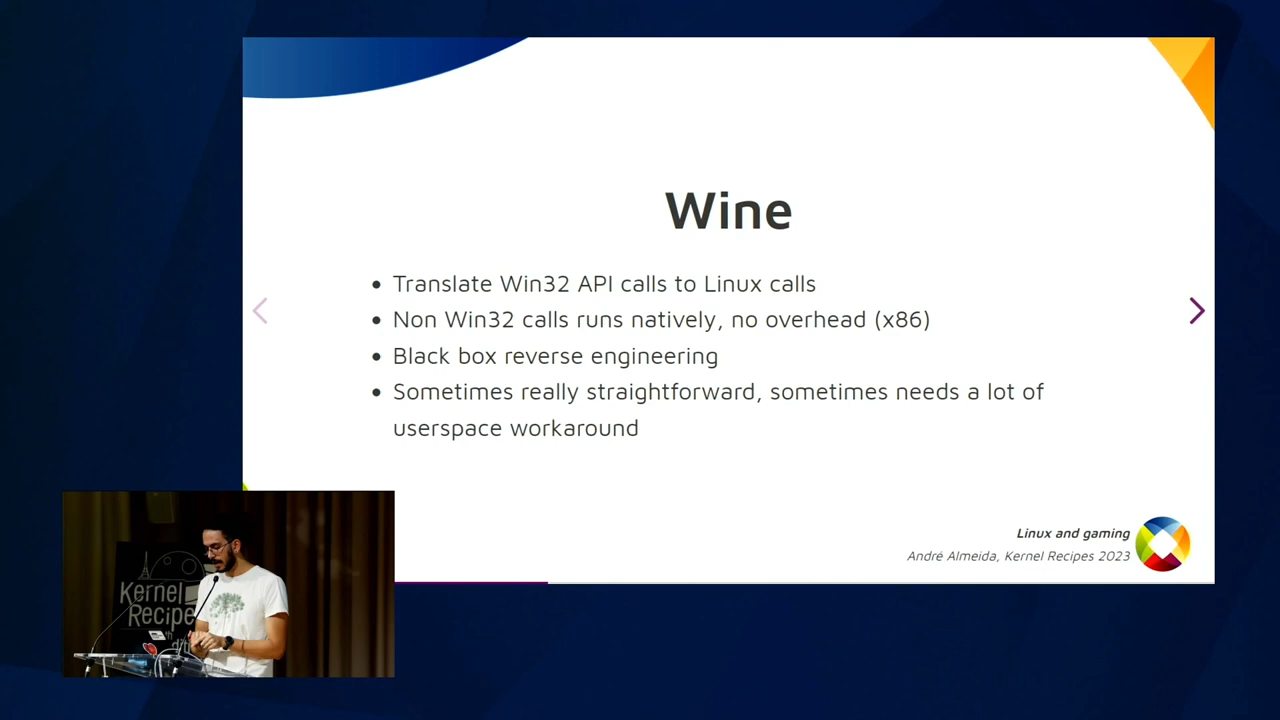 Wine
Translate Win32 API calls to Linux calls
Non Win32 calls runs natively, no overhead (x86)
Black box reverse engineering
Sometimes really straightforward, sometimes needs a lot of
userspace workaround
Linux and gaming
André Almeida, Kernel Recipes 2023
Kernel
Recipe